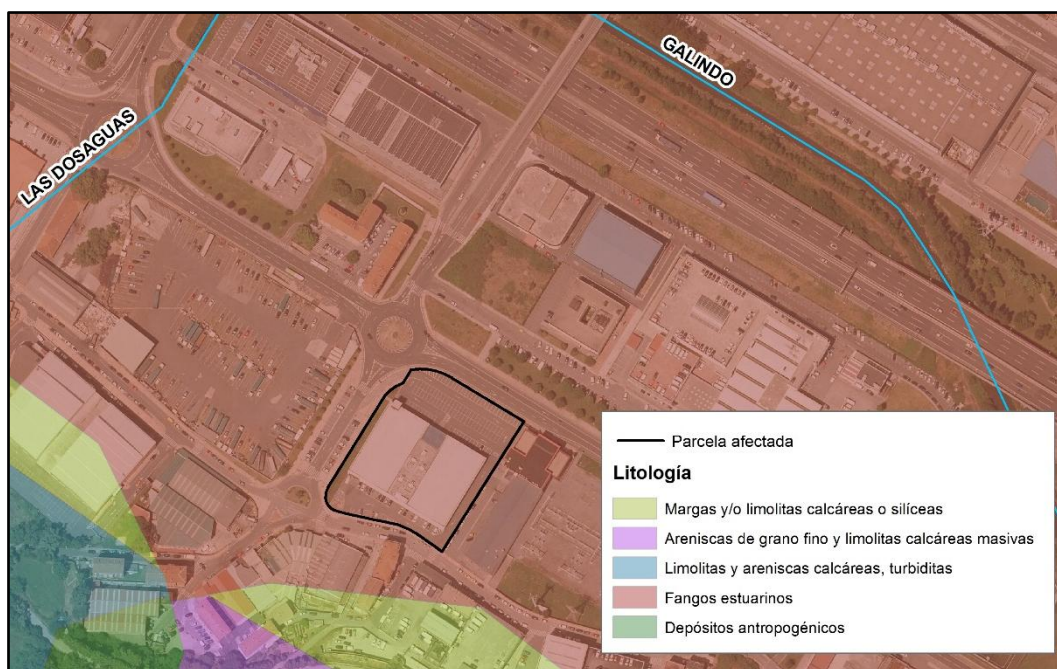 GALINDO
LAS DOSAGUAS
Parcela afectada
Litología
Margas y/o limolitas calcáreas o silíceas
Areniscas de grano fino y limolitas calcáreas masivas
Limolitas y areniscas calcáreas, turbiditas
Fangos estuarinos
Depósitos antropogénicos